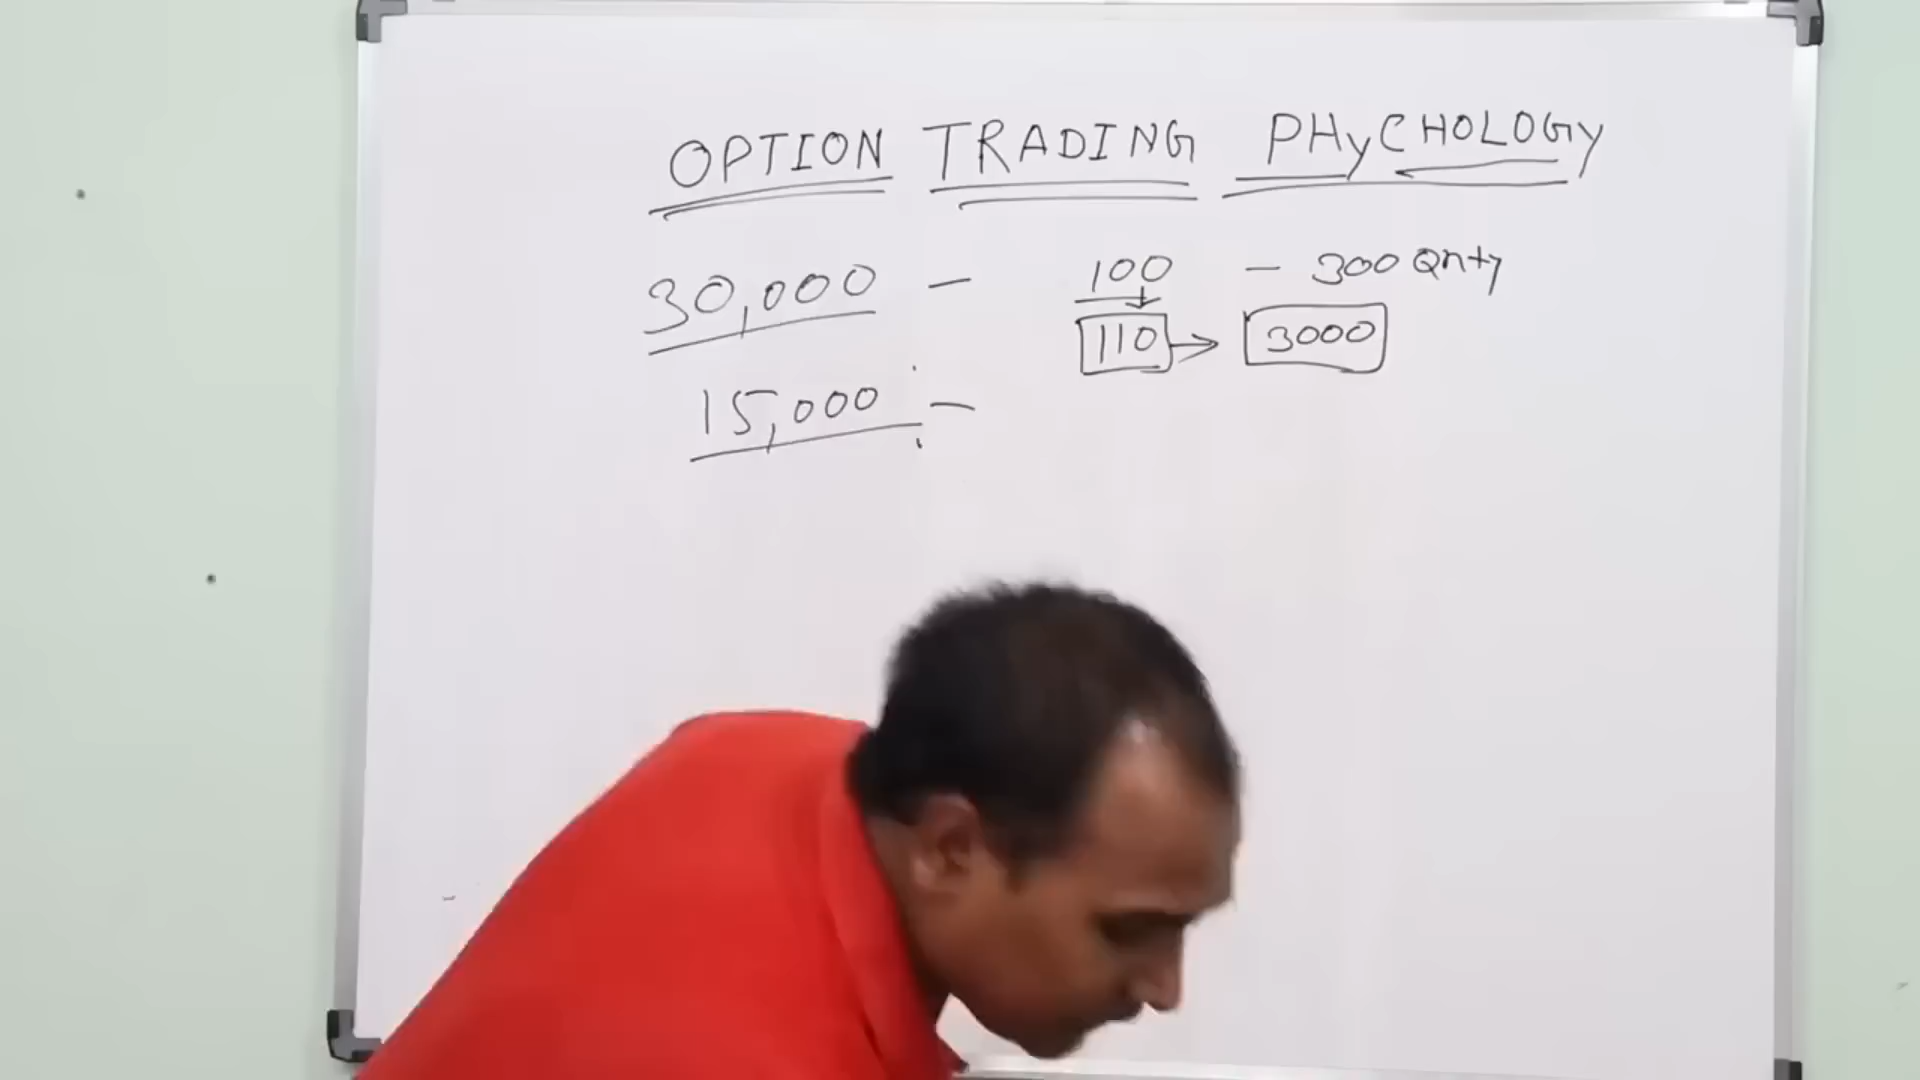 OPTION TRADING PHyCHOLOGy
30,000 - 100 - 300 Qnty
110 → 3000
15,000 -